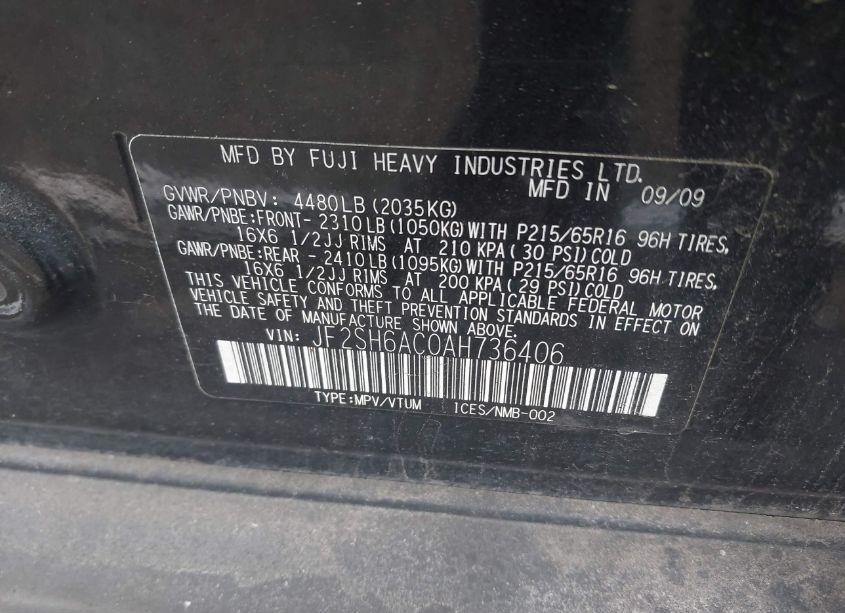 MFD BY FUJI HEAVY INDUSTRIES LTD.
MFD IN 09/09
GVWR/PNBV: 4480LB(2035KG)
GAWR/PNBE:FRONT- 2310LB(1050KG)WITH P215/65R16 96H TIRES,
16X6 1/2JJ RIMS AT 210 KPA(30 PSI)COLD
GAWR/PNBE:REAR - 2410LB(1095KG)WITH P215/65R16 96H TIRES,
16X6 1/2JJ RIMS AT 200 KPA(29 PSI)COLD
THIS VEHICLE CONFORMS TO ALL APPLICABLE FEDERAL MOTOR
VEHICLE SAFETY AND THEFT PREVENTION STANDARDS IN EFFECT ON
THE DATE OF MANUFACTURE SHOWN ABOVE.
VIN: JF2SH6AC0AH736406
TYPE:MPV/VTUM ICES/NMB-002